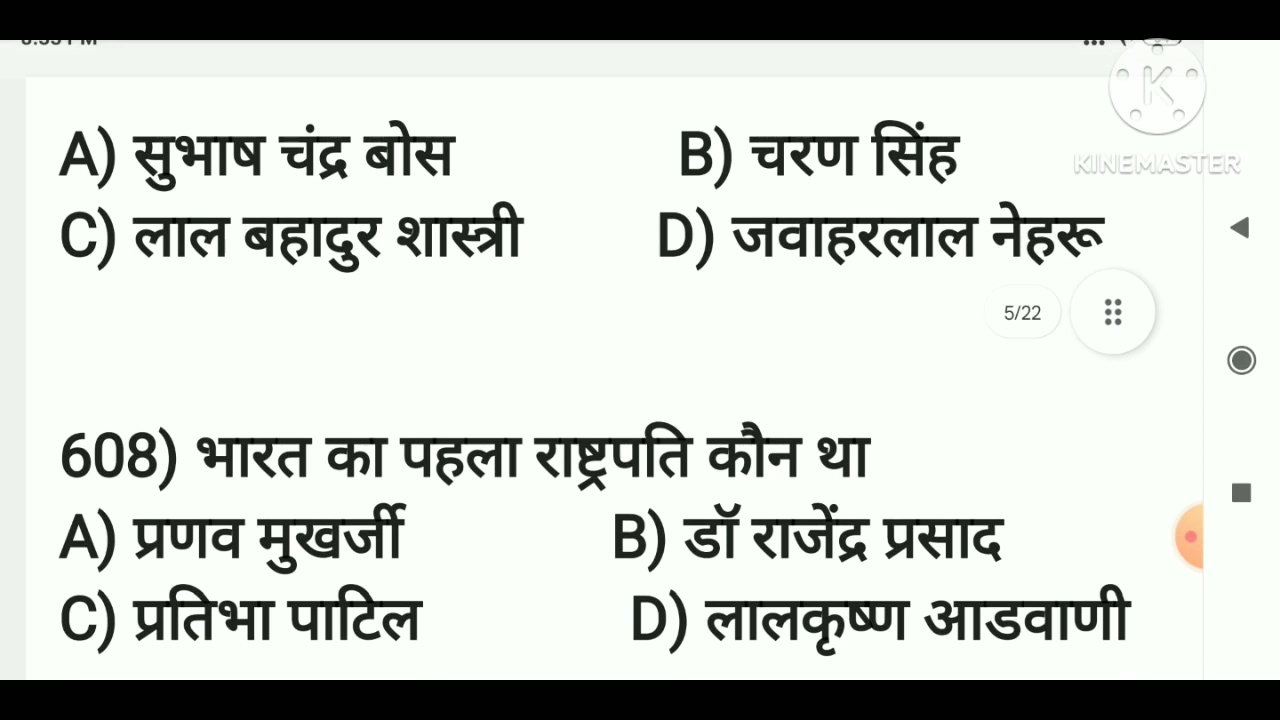 A) सुभाष चंद्र बोस B) चरण सिंह
KINEMASTER
C) लाल बहादुर शास्त्री D) जवाहरलाल नेहरू
5/22
608) भारत का पहला राष्ट्रपति कौन था
A) प्रणव मुखर्जी B) डॉ राजेंद्र प्रसाद
C) प्रतिभा पाटिल D) लालकृष्ण आडवाणी